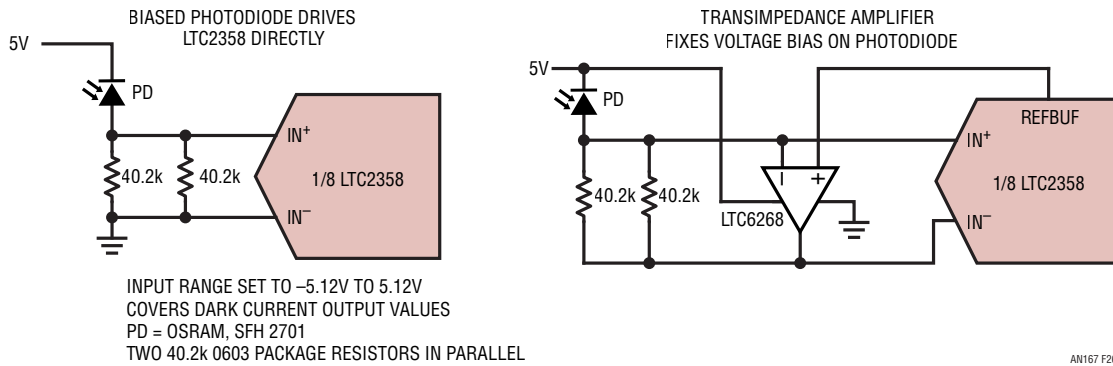 BIASED PHOTODIODE DRIVES
LTC2358 DIRECTLY
5V
PD
IN+
40.2k
40.2k
1/8 LTC2358
IN–
INPUT RANGE SET TO –5.12V TO 5.12V
COVERS DARK CURRENT OUTPUT VALUES
PD = OSRAM, SFH 2701
TWO 40.2k 0603 PACKAGE RESISTORS IN PARALLEL
TRANSIMPEDANCE AMPLIFIER
FIXES VOLTAGE BIAS ON PHOTODIODE
5V
PD
REFBUF
IN+
40.2k
40.2k
– +
LTC6268
1/8 LTC2358
IN–